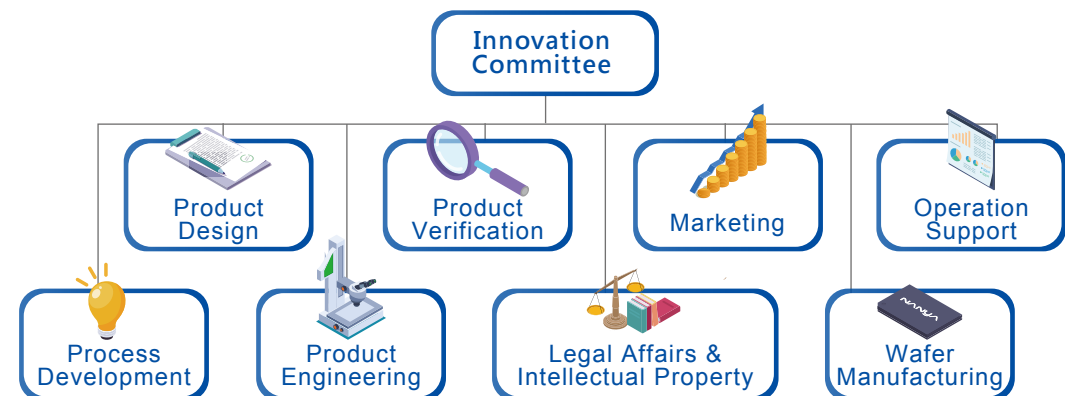 Innovation
Committee
Product
Design
Product
Verification
Marketing
Operation
Support
Process
Development
Product
Engineering
Legal Affairs &
Intellectual Property
NANYA
Wafer
Manufacturing